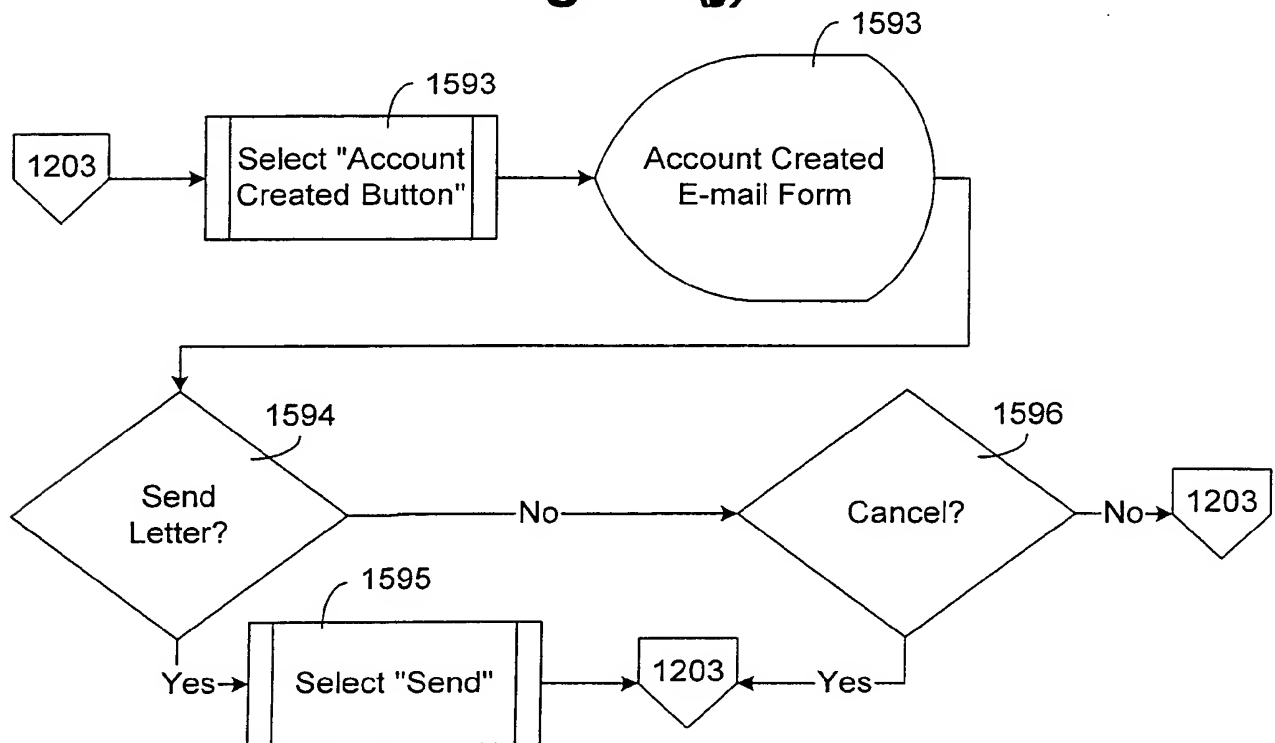 1593
1593
1203
Select "Account
Created Button"
Account Created
E-mail Form
1594
1596
Send
Letter?
No
Cancel?
No
1203
1595
Yes
Select "Send"
1203
Yes